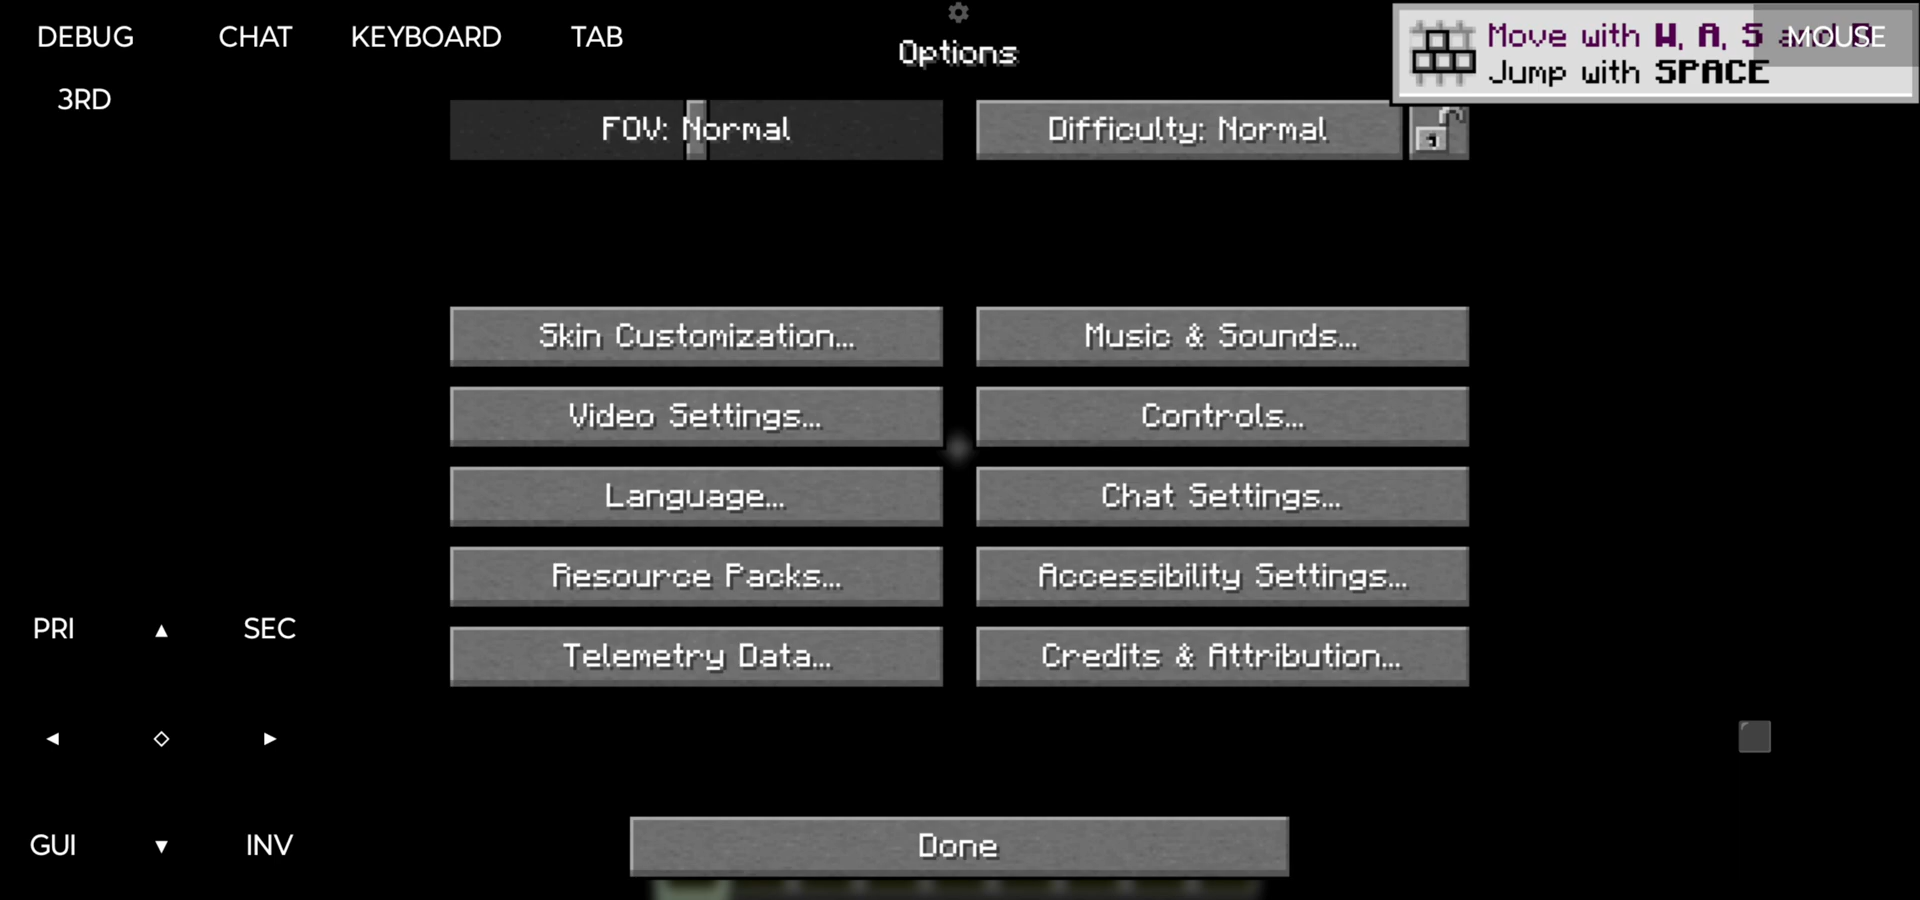 DEBUG CHAT KEYBOARD TAB
3RD
Options
Move with W, A, S and D
MOUSE
Jump with SPACE
FOV: Normal
Difficulty: Normal
Skin Customization...
Music & Sounds...
Video Settings...
Controls...
Language...
Chat Settings...
Resource Packs...
Accessibility Settings...
Telemetry Data...
Credits & Attribution...
PRI ▲ SEC
◄ ◇ ►
GUI ▼ INV
Done